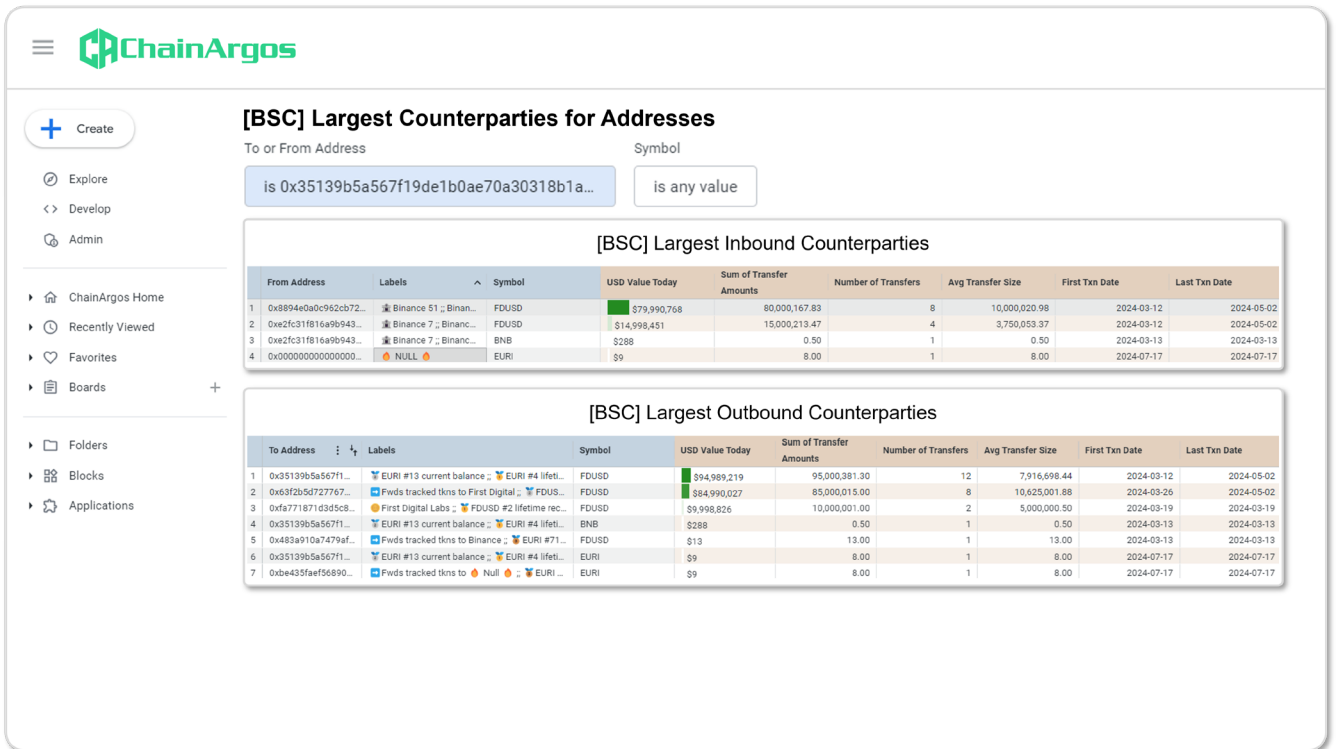 ChainArgos
Create
Explore
Develop
Admin
ChainArgos Home
Recently Viewed
Favorites
Boards
Folders
Blocks
Applications
[BSC] Largest Counterparties for Addresses
To or From Address Symbol
is 0x35139b5a567f19de1b0ae70a30318b1a... is any value
[BSC] Largest Inbound Counterparties
From Address Labels Symbol USD Value Today Sum of Transfer Amounts Number of Transfers Avg Transfer Size First Txn Date Last Txn Date
1 0x8894e0a0c962cb72... Binance 51 ;; Binan... FDUSD $79,990,768 80,000,167.83 8 10,000,020.98 2024-03-12 2024-05-02
2 0xe2fc31f816a9b943... Binance 7 ;; Binanc... FDUSD $14,998,451 15,000,213.47 4 3,750,053.37 2024-03-12 2024-05-02
3 0xe2fc31f816a9b943... Binance 7 ;; Binanc... BNB $288 0.50 1 0.50 2024-03-13 2024-03-13
4 0x000000000000000... 🔥 NULL 🔥 EURI $9 8.00 1 8.00 2024-07-17 2024-07-17
[BSC] Largest Outbound Counterparties
To Address Labels Symbol USD Value Today Sum of Transfer Amounts Number of Transfers Avg Transfer Size First Txn Date Last Txn Date
1 0x35139b5a567f1... EURI #13 current balance ;; EURI #4 lifeti... FDUSD $94,989,219 95,000,381.30 12 7,916,698.44 2024-03-12 2024-05-02
2 0x63f2b5d727767... Fwds tracked tkns to First Digital ;; FDUS... FDUSD $84,990,027 85,000,015.00 8 10,625,001.88 2024-03-26 2024-05-02
3 0xfa771871d3d5c8... First Digital Labs ;; FDUSD #2 lifetime rec... FDUSD $9,998,826 10,000,001.00 2 5,000,000.50 2024-03-19 2024-03-19
4 0x35139b5a567f1... EURI #13 current balance ;; EURI #4 lifeti... BNB $288 0.50 1 0.50 2024-03-13 2024-03-13
5 0x483a910a7479af... Fwds tracked tkns to Binance ;; EURI #71... FDUSD $13 13.00 1 13.00 2024-03-19 2024-03-19
6 0x35139b5a567f1... EURI #13 current balance ;; EURI #4 lifeti... EURI $9 8.00 1 8.00 2024-07-17 2024-07-17
7 0xbe435faef56890... Fwds tracked tkns to 🔥 Null 🔥 ;; EURI ... EURI $9 8.00 1 8.00 2024-07-17 2024-07-17